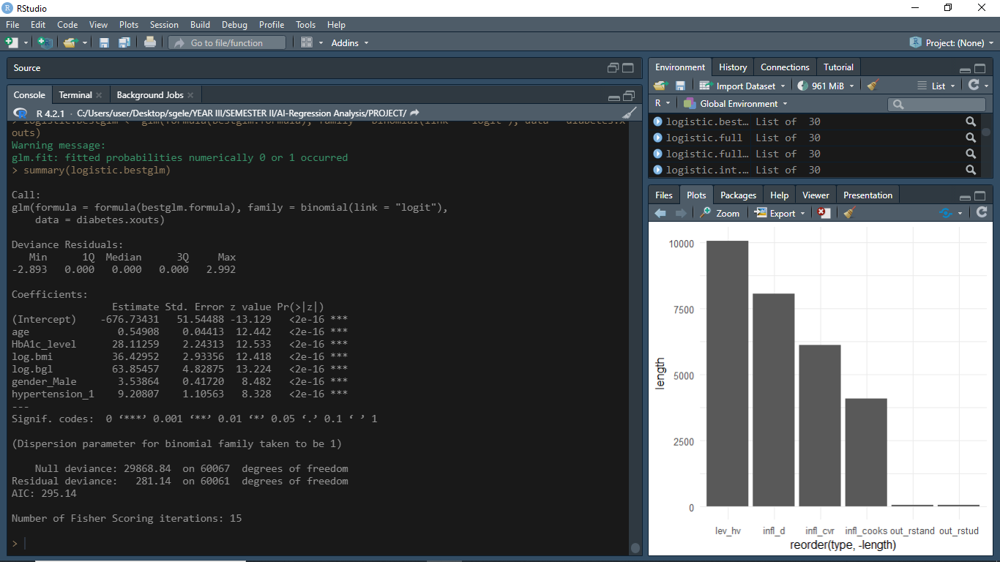 RStudio
File Edit Code View Plots Session Build Debug Profile Tools Help
Go to file/function Addins Project: (None)
Source
Console Terminal Background Jobs
R 4.2.1 · C:/Users/user/Desktop/sgele/YEAR III/SEMESTER II/AI-Regression Analysis/PROJECT/
outs)
Warning message:
glm.fit: fitted probabilities numerically 0 or 1 occurred
> summary(logistic.bestglm)
Call:
glm(formula = formula(bestglm.formula), family = binomial(link = "logit"),
data = diabetes.xouts)
Deviance Residuals:
Min 1Q Median 3Q Max
-2.893 0.000 0.000 0.000 2.992
Coefficients:
Estimate Std. Error z value Pr(>|z|)
(Intercept) -676.73431 51.54488 -13.129 <2e-16 ***
age 0.54908 0.04413 12.442 <2e-16 ***
HbA1c_level 28.11259 2.24313 12.533 <2e-16 ***
log.bmi 36.42952 2.93356 12.418 <2e-16 ***
log.bgl 63.85457 4.82875 13.224 <2e-16 ***
gender_Male 3.53864 0.41720 8.482 <2e-16 ***
hypertension_1 9.20807 1.10563 8.328 <2e-16 ***
---
Signif. codes: 0 ‘***’ 0.001 ‘**’ 0.01 ‘*’ 0.05 ‘.’ 0.1 ‘ ’ 1
(Dispersion parameter for binomial family taken to be 1)
Null deviance: 29868.84 on 60067 degrees of freedom
Residual deviance: 281.14 on 60061 degrees of freedom
AIC: 295.14
Number of Fisher Scoring iterations: 15
>
Environment History Connections Tutorial
Import Dataset 961 MiB List
R Global Environment
logistic.best… List of 30
logistic.full List of 30
logistic.full… List of 30
logistic.int.… List of 30
Files Plots Packages Help Viewer Presentation
Zoom Export
10000
7500
5000
2500
0
length
lev_hv infl_d infl_cvr infl_cooks out_rstand out_rstud
reorder(type, -length)